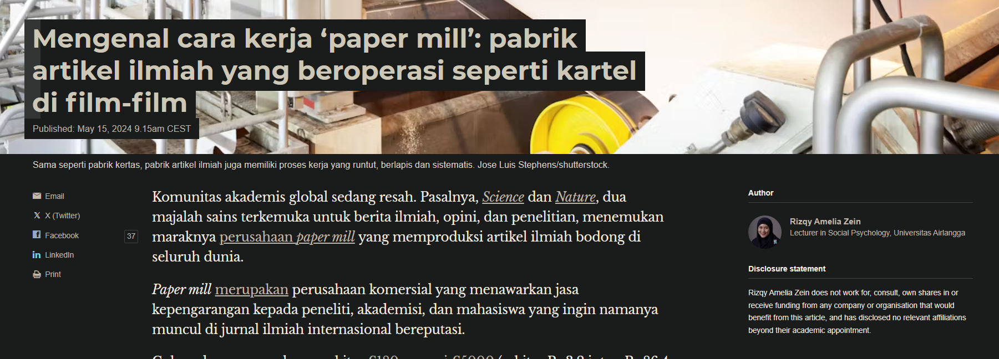 Mengenal cara kerja ‘paper mill’: pabrik
artikel ilmiah yang beroperasi seperti kartel
di film-film
Published: May 15, 2024 9.15am CEST
Sama seperti pabrik kertas, pabrik artikel ilmiah juga memiliki proses kerja yang runtut, berlapis dan sistematis. Jose Luis Stephens/shutterstock.
Email
X (Twitter)
Facebook
37
LinkedIn
Print
Komunitas akademis global sedang resah. Pasalnya, Science dan Nature, dua
majalah sains terkemuka untuk berita ilmiah, opini, dan penelitian, menemukan
maraknya perusahaan paper mill yang memproduksi artikel ilmiah bodong di
seluruh dunia.
Paper mill merupakan perusahaan komersial yang menawarkan jasa
kepengarangan kepada peneliti, akademisi, dan mahasiswa yang ingin namanya
muncul di jurnal ilmiah internasional bereputasi.
Author
Rizqy Amelia Zein
Lecturer in Social Psychology, Universitas Airlangga
Disclosure statement
Rizqy Amelia Zein does not work for, consult, own shares in or
receive funding from any company or organisation that would
benefit from this article, and has disclosed no relevant affiliations
beyond their academic appointment.